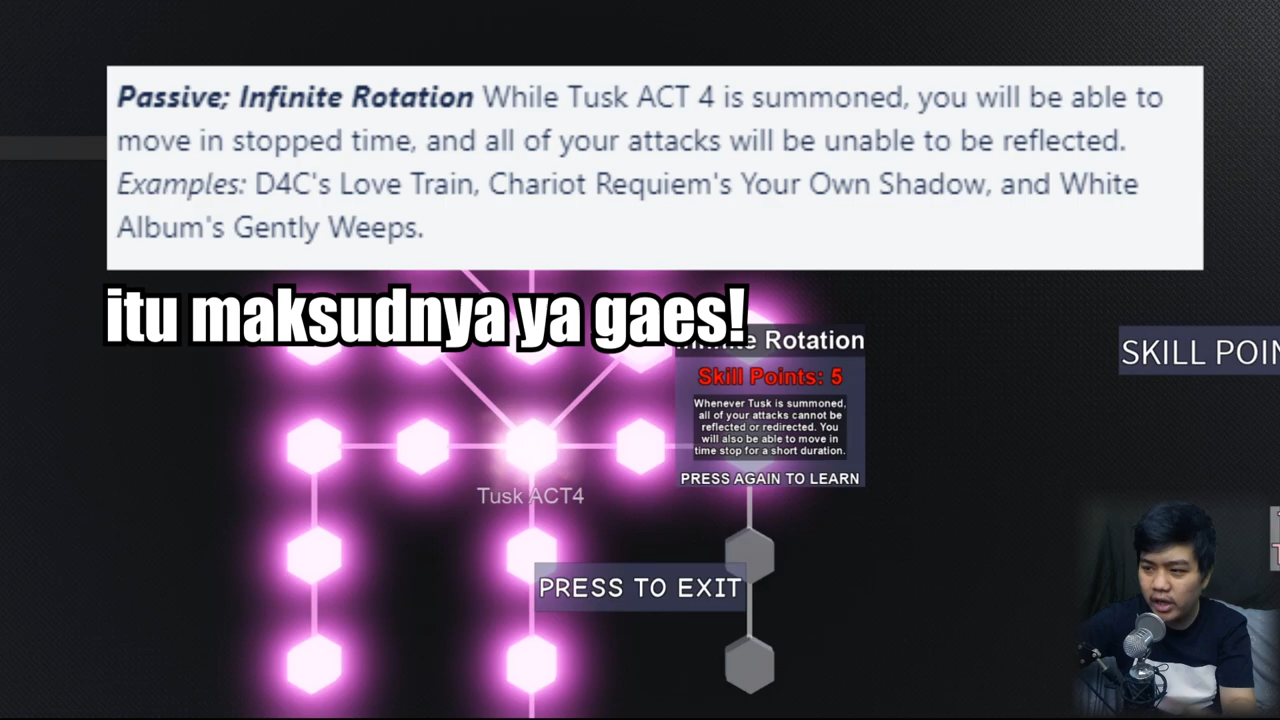 Passive; Infinite Rotation While Tusk ACT 4 is summoned, you will be able to
move in stopped time, and all of your attacks will be unable to be reflected.
Examples: D4C's Love Train, Chariot Requiem's Your Own Shadow, and White
Album's Gently Weeps.
itu maksudnya ya gaes!
Rotation
SKILL POIN
Skill Points: 5
Whenever Tusk is summoned,
all of your attacks cannot be
reflected or redirected. You
will also be able to move in
time stop for a short duration.
PRESS AGAIN TO LEARN
Tusk ACT4
PRESS TO EXIT